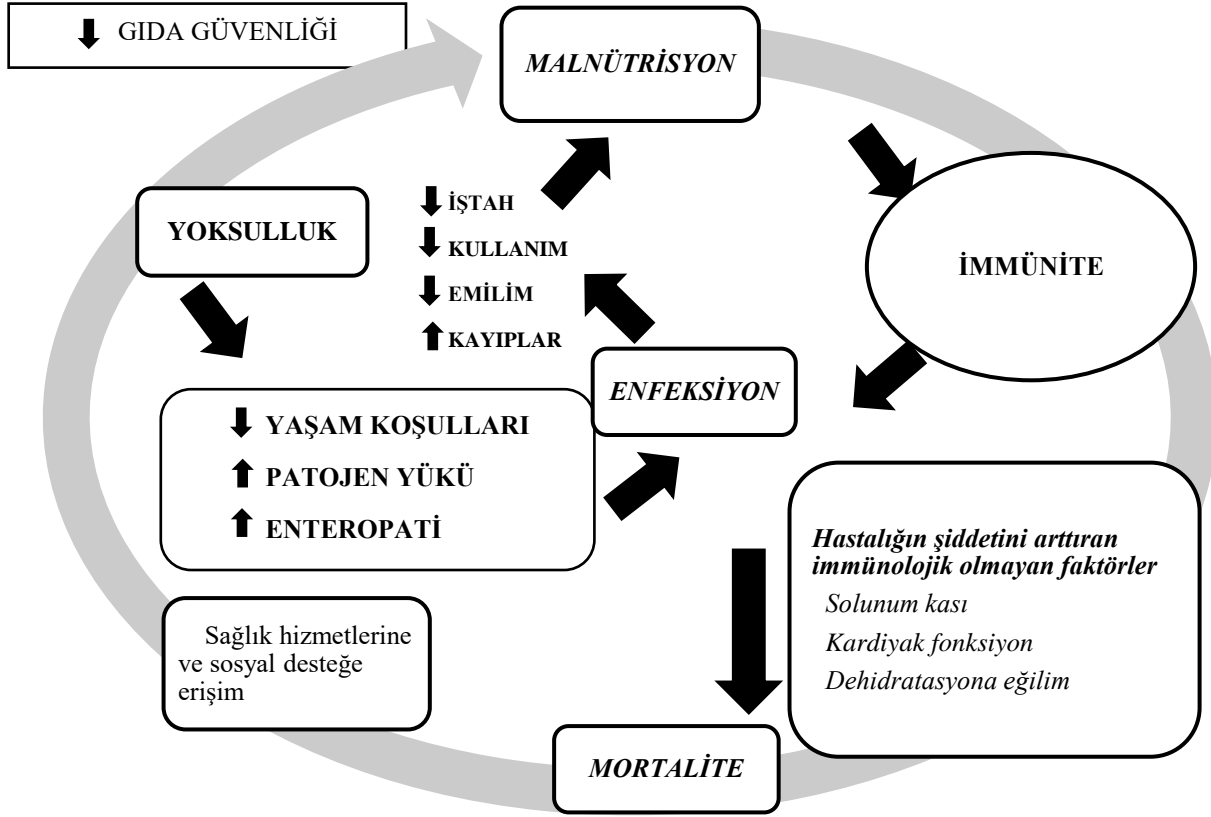 GIDA GÜVENLİĞİ
MALNÜTRİSYON
YOKSULLUK
İŞTAH
KULLANIM
EMİLİM
KAYIPLAR
İMMÜNİTE
ENFEKSİYON
YAŞAM KOŞULLARI
PATOJEN YÜKÜ
ENTEROPATİ
Hastalığın şiddetini arttıran
immünolojik olmayan faktörler
Solunum kası
Kardiyak fonksiyon
Dehidratasyona eğilim
Sağlık hizmetlerine
ve sosyal desteğe
erişim
MORTALİTE